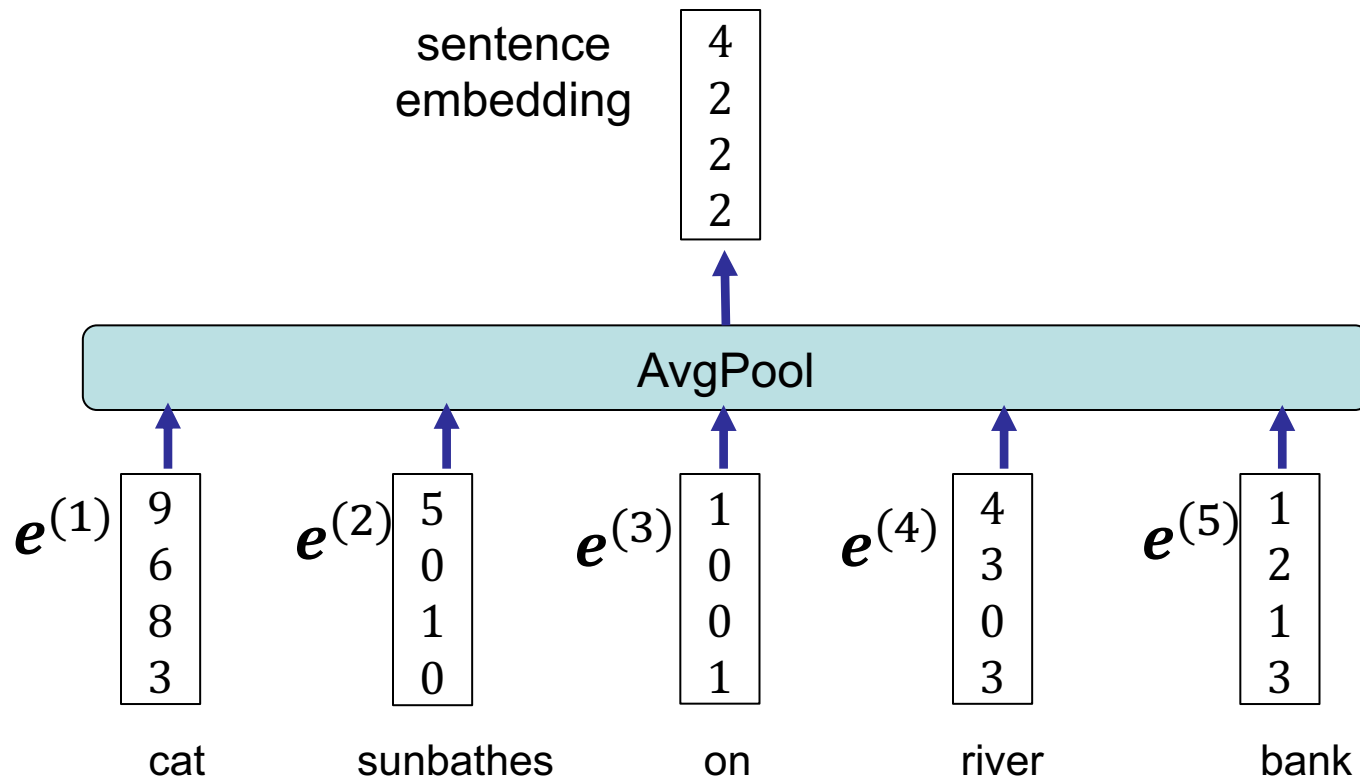 sentence
embedding
4
2
2
2
AvgPool
e(1)
9
6
8
3
e(2)
5
0
1
0
e(3)
1
0
0
1
e(4)
4
3
0
3
e(5)
1
2
1
3
cat sunbathes on river bank